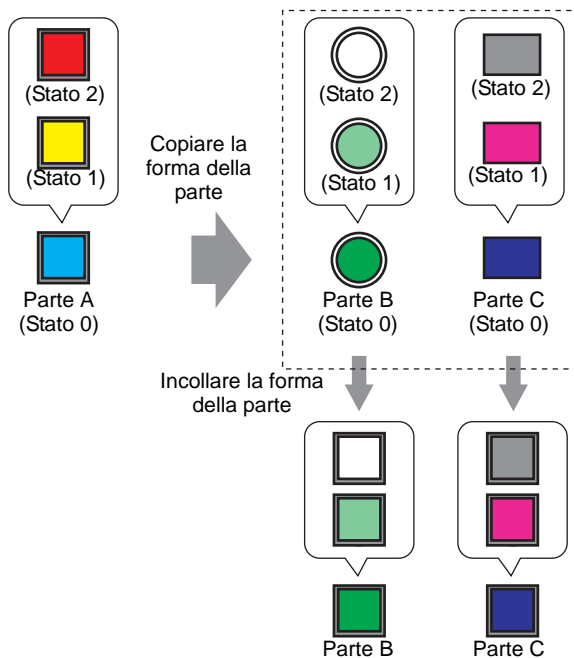 (Stato 2)
(Stato 1)
Parte A
(Stato 0)
Copiare la
forma della
parte
(Stato 2)
(Stato 1)
Parte B
(Stato 0)
(Stato 2)
(Stato 1)
Parte C
(Stato 0)
Incollare la forma
della parte
Parte B
Parte C